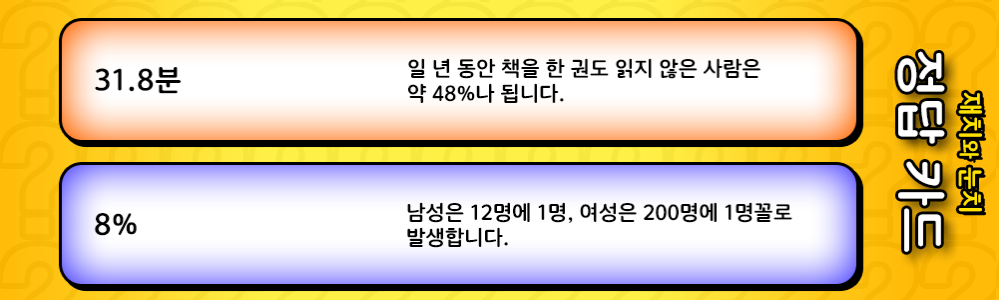 31.8분
일 년 동안 책을 한 권도 읽지 않은 사람은
약 48%나 됩니다.
8%
남성은 12명에 1명, 여성은 200명에 1명꼴로
발생합니다.
재치와 눈치
정답 카드